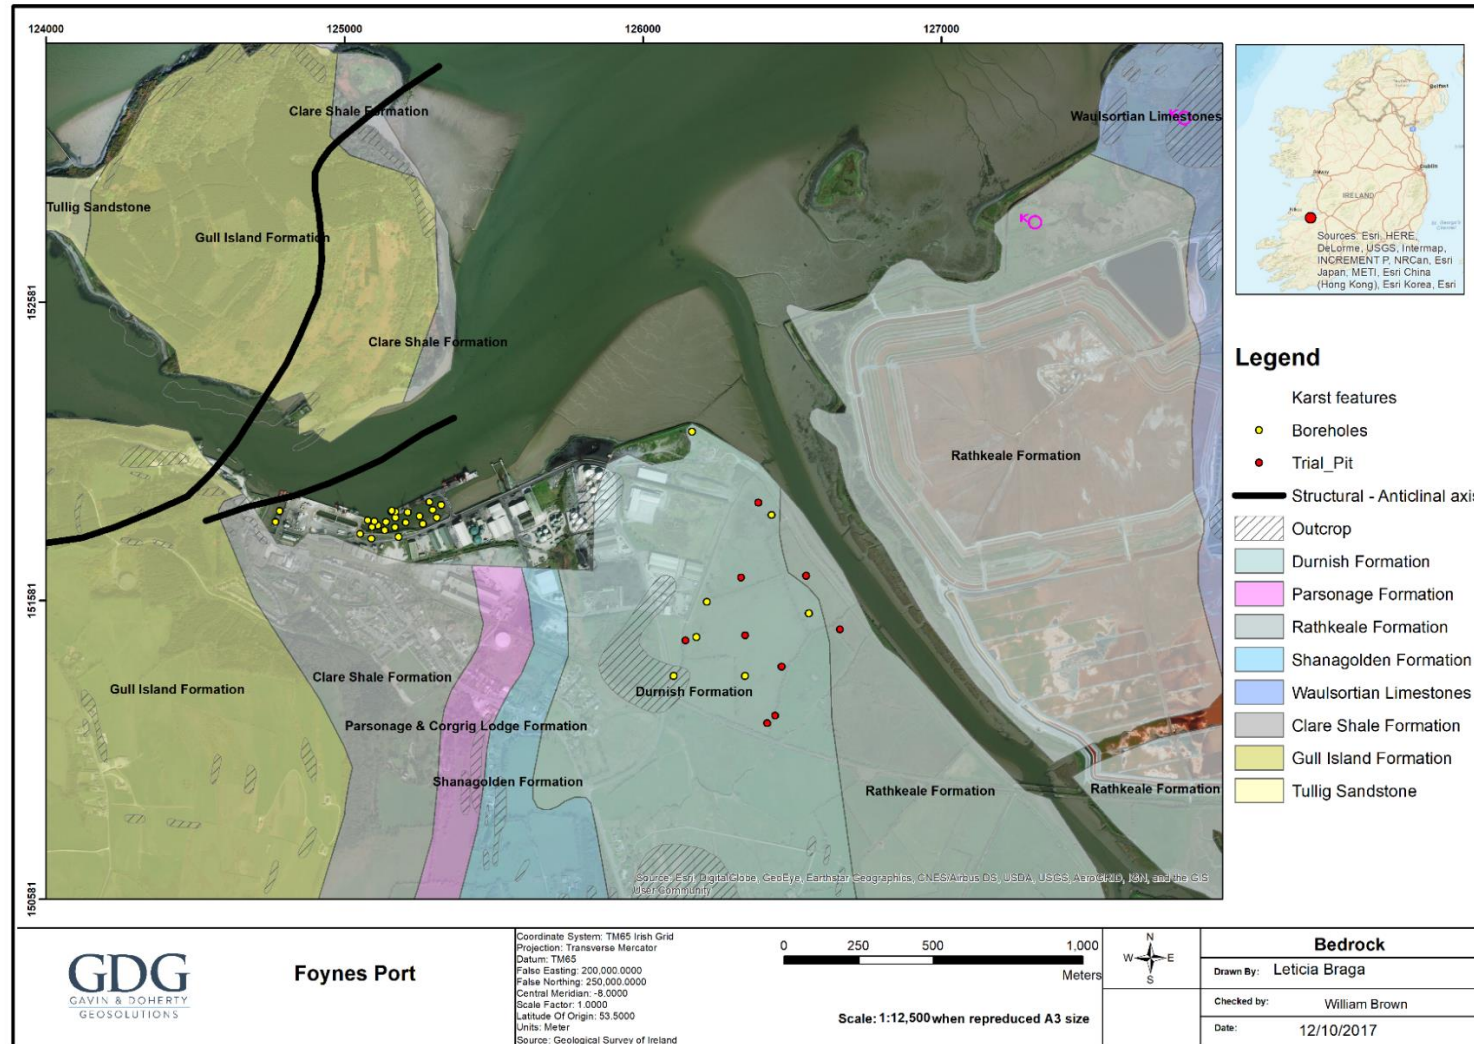 124000
125000
126000
127000
152581
151581
150581
Clare Shale Formation
Waulsortian Limestones
K
K
Tullig Sandstone
Gull Island Formation
Clare Shale Formation
Rathkeale Formation
Gull Island Formation
Clare Shale Formation
Durnish Formation
Parsonage & Corgrig Lodge Formation
Shanagolden Formation
Rathkeale Formation
Rathkeale Formation
Source: Esri, DigitalGlobe, GeoEye, Earthstar Geographics, CNES/Airbus DS, USDA, USGS, AeroGRID, IGN, and the GIS
User Community
Belfast
Dublin
IRELAND
Sources: Esri, HERE,
DeLorme, USGS, Intermap,
INCREMENT P, NRCan, Esri
Japan, METI, Esri China
(Hong Kong), Esri Korea, Esri
Legend
Karst features
Boreholes
Trial_Pit
Structural - Anticlinal axis
Outcrop
Durnish Formation
Parsonage Formation
Rathkeale Formation
Shanagolden Formation
Waulsortian Limestones
Clare Shale Formation
Gull Island Formation
Tullig Sandstone
GDG
GAVIN & DOHERTY
GEOSOLUTIONS
Foynes Port
Coordinate System: TM65 Irish Grid
Projection: Transverse Mercator
Datum: TM65
False Easting: 200,000.0000
False Northing: 250,000.0000
Central Meridian: -8.0000
Scale Factor: 1.0000
Latitude Of Origin: 53.5000
Units: Meter
Source: Geological Survey of Ireland
0 250 500 1,000
Meters
Scale: 1:12,500 when repreduced A3 size
N
W E
S
Bedrock
Drawn By: Leticia Braga
Checked by: William Brown
Date: 12/10/2017